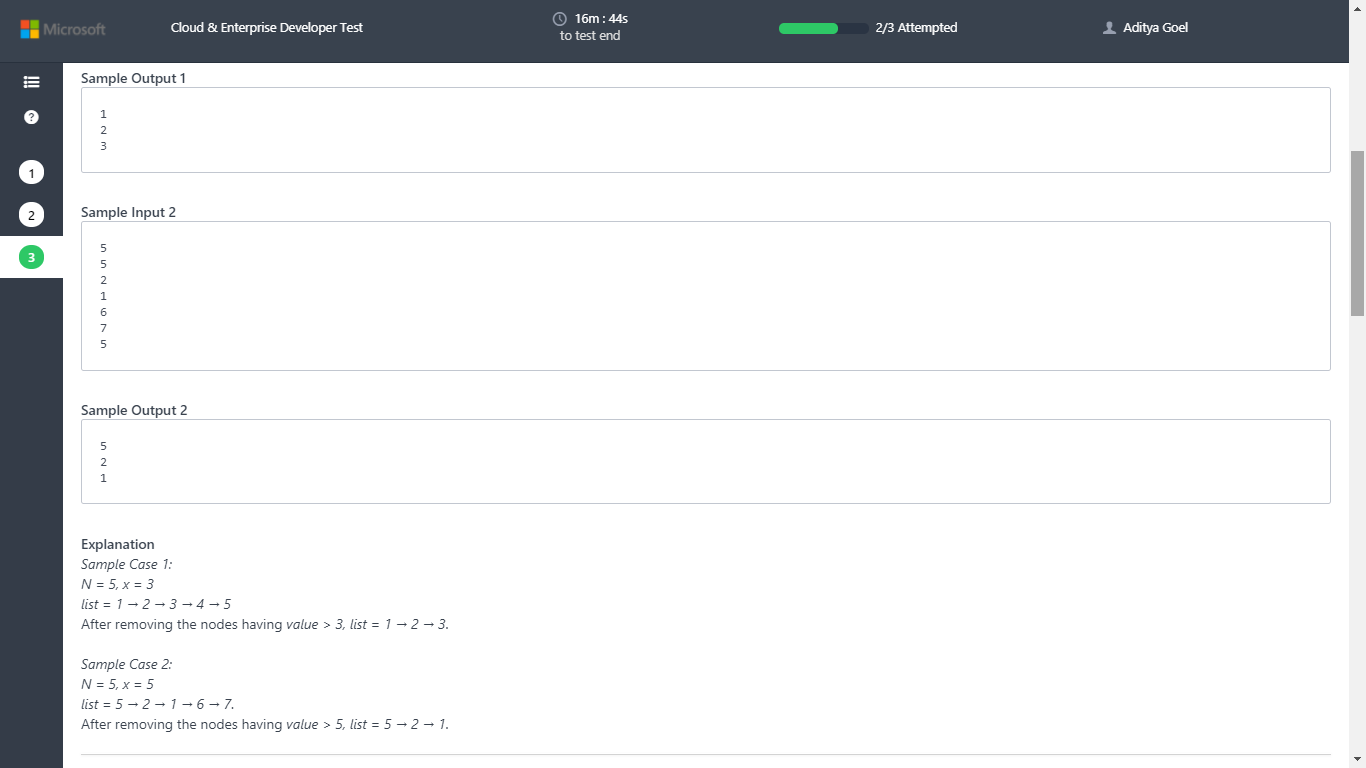 Microsoft
Cloud & Enterprise Developer Test
16m : 44s
to test end
2/3 Attempted
Aditya Goel
?
1
2
3
Sample Output 1
1
2
3
Sample Input 2
5
5
2
1
6
7
5
Sample Output 2
5
2
1
Explanation
Sample Case 1:
N = 5, x = 3
list = 1 → 2 → 3 → 4 → 5
After removing the nodes having value > 3, list = 1 → 2 → 3.
Sample Case 2:
N = 5, x = 5
list = 5 → 2 → 1 → 6 → 7.
After removing the nodes having value > 5, list = 5 → 2 → 1.